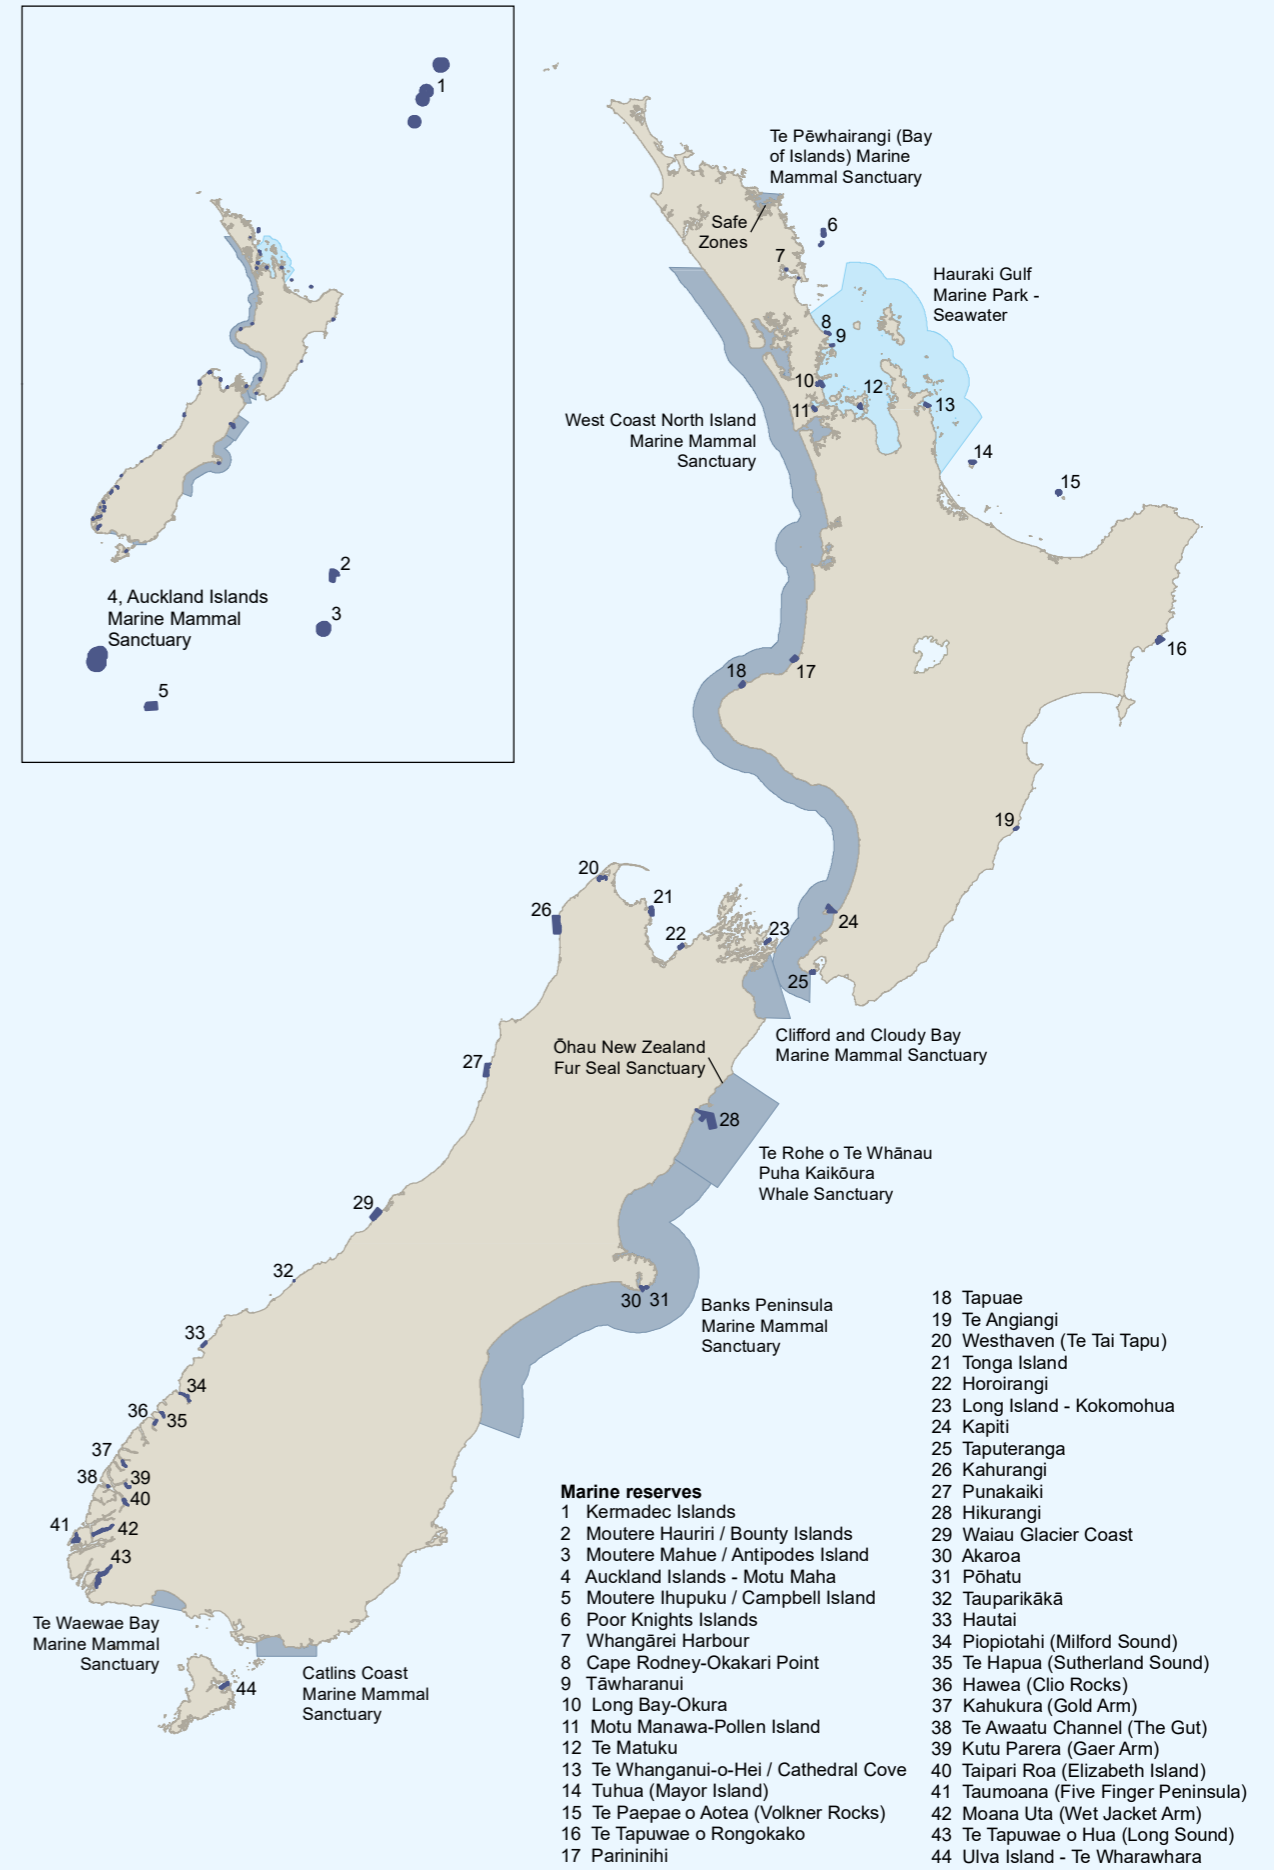 1
2
3
4, Auckland Islands
Marine Mammal
Sanctuary
5
Te Pēwhairangi (Bay
of Islands) Marine
Mammal Sanctuary
Safe
Zones
6
7
Hauraki Gulf
Marine Park -
Seawater
8
9
10
11
12
13
14
15
West Coast North Island
Marine Mammal
Sanctuary
16
17
18
19
20
21
22
23
24
25
26
Clifford and Cloudy Bay
Marine Mammal Sanctuary
Ōhau New Zealand
Fur Seal Sanctuary
27
28
Te Rohe o Te Whānau
Puha Kaikōura
Whale Sanctuary
29
30
31
Banks Peninsula
Marine Mammal
Sanctuary
32
33
34
35
36
37
38
39
40
41
42
43
Te Waewae Bay
Marine Mammal
Sanctuary
44
Catlins Coast
Marine Mammal
Sanctuary
Marine reserves
1 Kermadec Islands
2 Moutere Hauriri / Bounty Islands
3 Moutere Mahue / Antipodes Island
4 Auckland Islands - Motu Maha
5 Moutere Ihupuku / Campbell Island
6 Poor Knights Islands
7 Whangārei Harbour
8 Cape Rodney-Okakari Point
9 Tāwharanui
10 Long Bay-Okura
11 Motu Manawa-Pollen Island
12 Te Matuku
13 Te Whanganui-o-Hei / Cathedral Cove
14 Tuhua (Mayor Island)
15 Te Paepae o Aotea (Volkner Rocks)
16 Te Tapuwae o Rongokako
17 Parininihi
18 Tapuae
19 Te Angiangi
20 Westhaven (Te Tai Tapu)
21 Tonga Island
22 Horoirangi
23 Long Island - Kokomohua
24 Kapiti
25 Taputeranga
26 Kahurangi
27 Punakaiki
28 Hikurangi
29 Waiau Glacier Coast
30 Akaroa
31 Pōhatu
32 Tauparikākā
33 Hautai
34 Piopiotahi (Milford Sound)
35 Te Hapua (Sutherland Sound)
36 Hawea (Clio Rocks)
37 Kahukura (Gold Arm)
38 Te Awaatu Channel (The Gut)
39 Kutu Parera (Gaer Arm)
40 Taipari Roa (Elizabeth Island)
41 Taumoana (Five Finger Peninsula)
42 Moana Uta (Wet Jacket Arm)
43 Te Tapuwae o Hua (Long Sound)
44 Ulva Island - Te Wharawhara